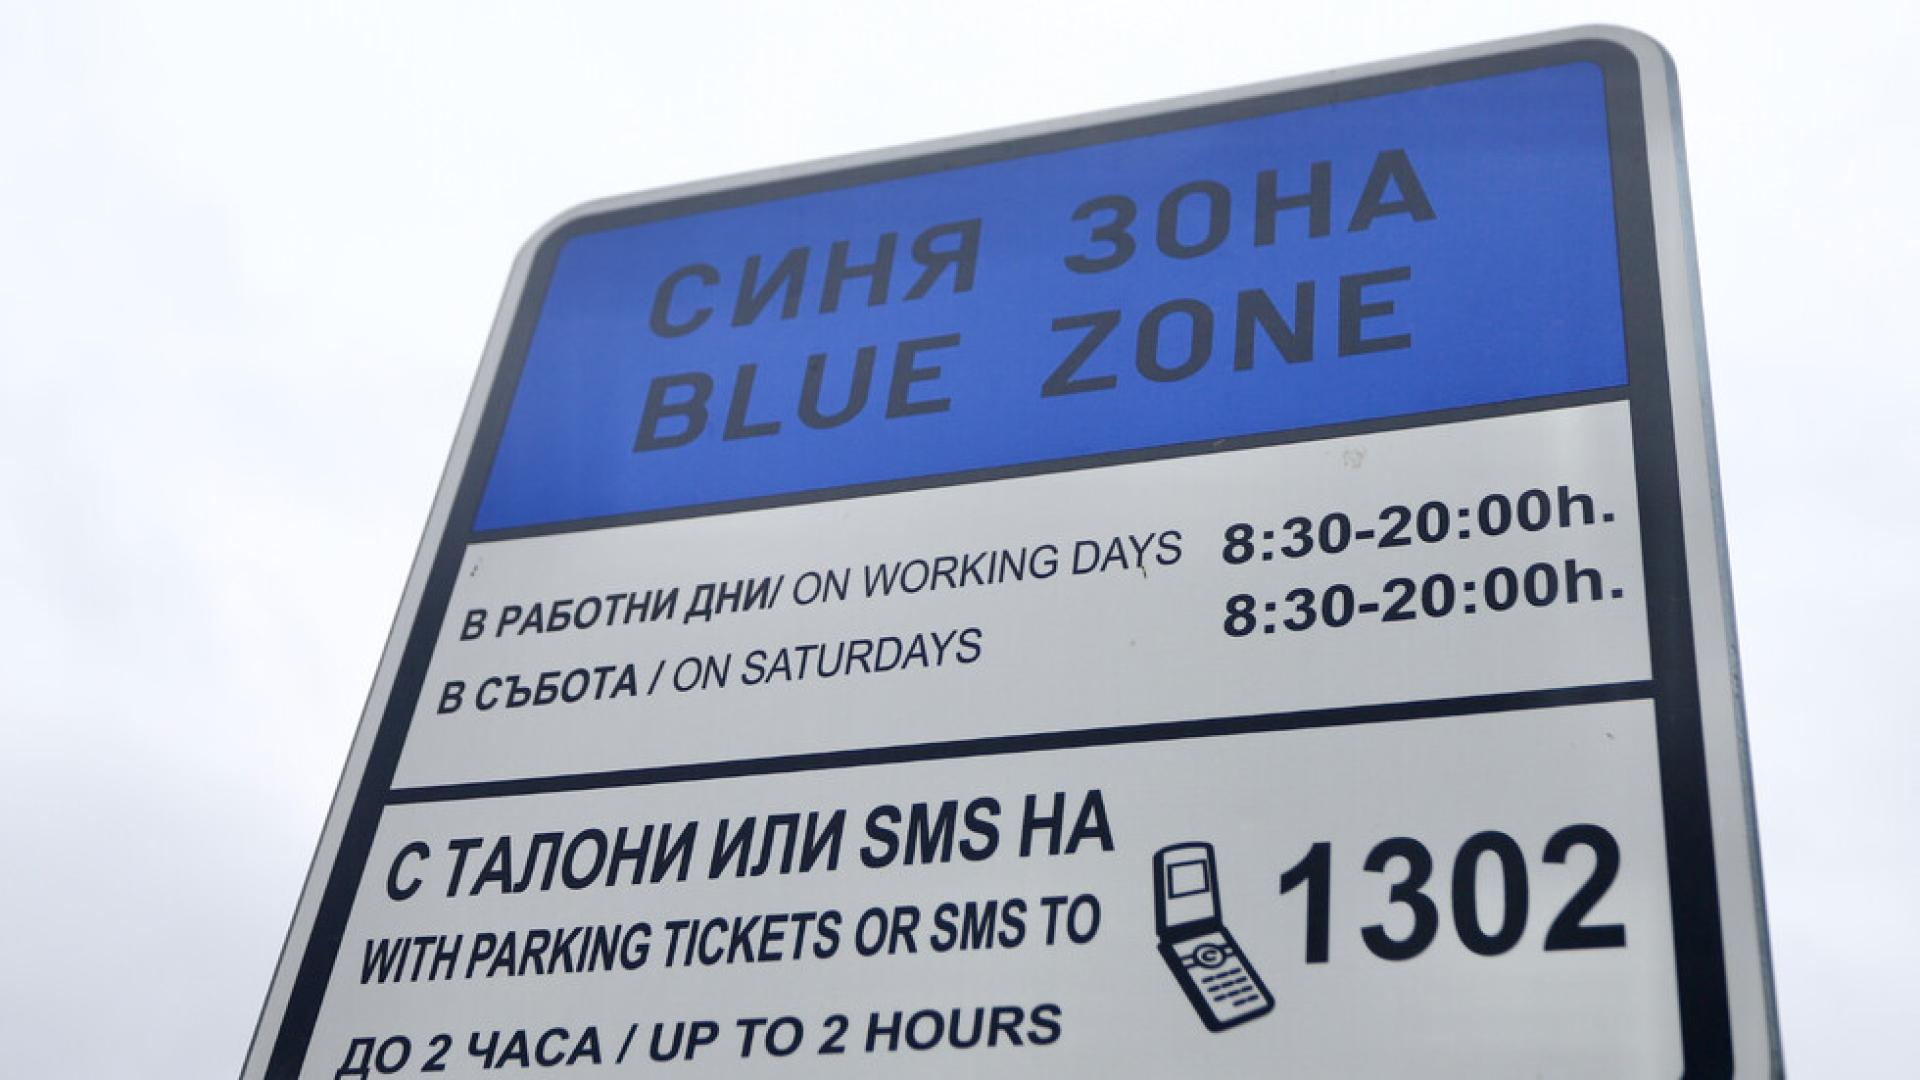 СИНЯ ЗОНА
BLUE ZONE
В РАБОТНИ ДНИ/ ON WORKING DAYS 8:30-20:00h.
В СЪБОТА / ON SATURDAYS 8:30-20:00h.
С ТАЛОНИ ИЛИ SMS НА
WITH PARKING TICKETS OR SMS TO
1302
ДО 2 ЧАСА / UP TO 2 HOURS